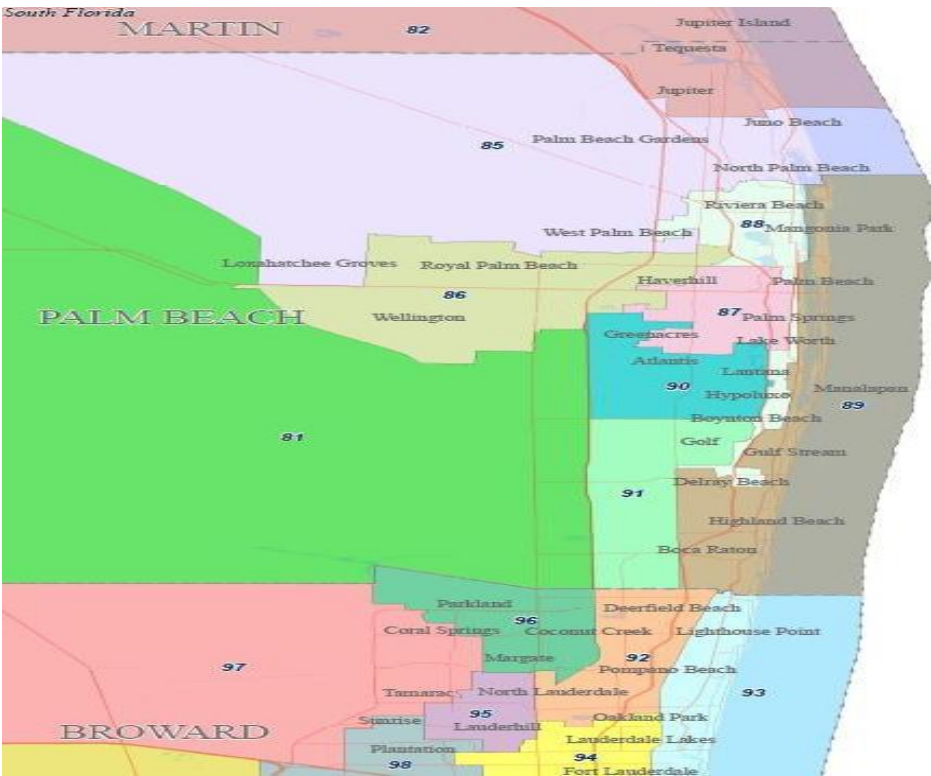 South Florida
MARTIN
82
Jupiter Island
Tequesta
Jupiter
Juno Beach
85
Palm Beach Gardens
North Palm Beach
Riviera Beach
88
Mangonia Park
West Palm Beach
Loxahatchee Groves
Royal Palm Beach
Haverhill
Palm Beach
86
87
PALM BEACH
Wellington
Palm Springs
Greenacres
Lake Worth
Atlantis
Lantana
90
Hypoluxo
Manalapan
89
Boynton Beach
81
Golf
Gulf Stream
Delray Beach
91
Highland Beach
Boca Raton
Parkland
Deerfield Beach
96
Coral Springs
Coconut Creek
Lighthouse Point
Margate
92
97
Pompano Beach
Tamarac
North Lauderdale
93
95
Sunrise
Lauderhill
Oakland Park
BROWARD
Lauderdale Lakes
Plantation
98
94
Fort Lauderdale